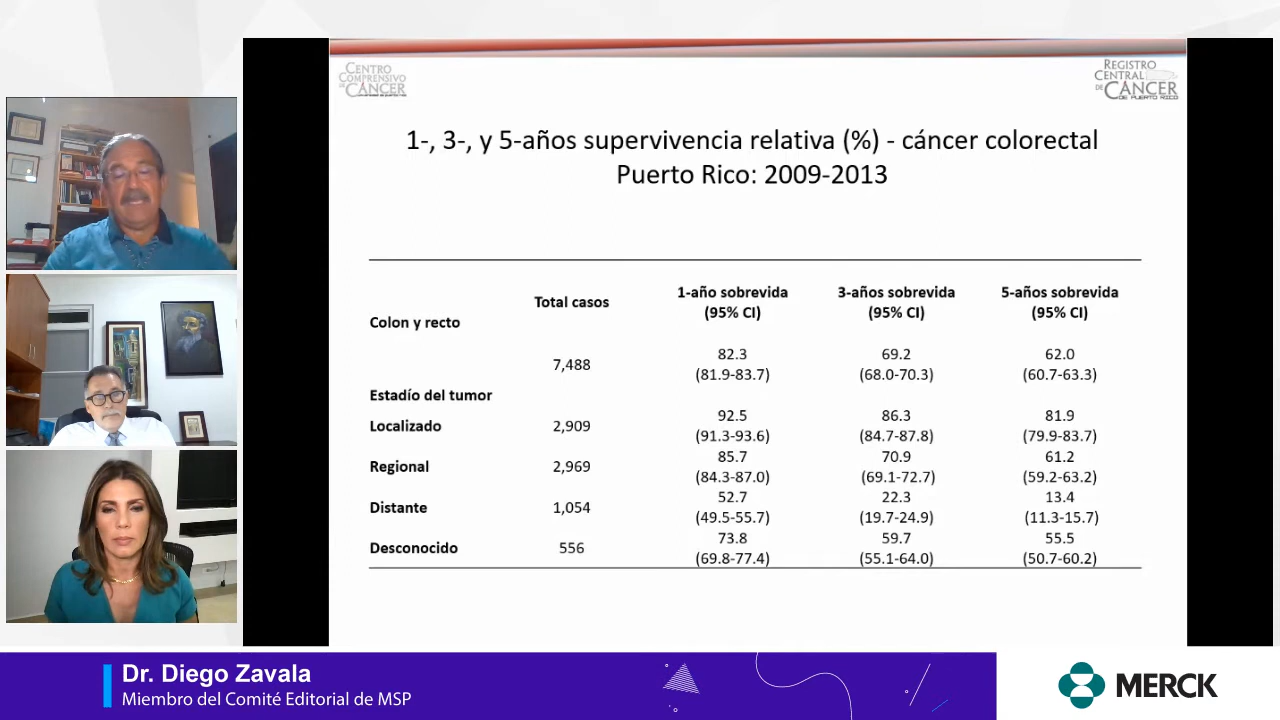 CENTRO
COMPRENSIVO
DE CÁNCER
REGISTRO
CENTRAL
DE CÁNCER
DE PUERTO RICO
1-, 3-, y 5-años supervivencia relativa (%) - cáncer colorectal
Puerto Rico: 2009-2013
Colon y recto
Total casos
1-año sobrevida
(95% CI)
3-años sobrevida
(95% CI)
5-años sobrevida
(95% CI)
7,488
82.3
(81.9-83.7)
69.2
(68.0-70.3)
62.0
(60.7-63.3)
Estadío del tumor
Localizado
2,909
92.5
(91.3-93.6)
86.3
(84.7-87.8)
81.9
(79.9-83.7)
Regional
2,969
85.7
(84.3-87.0)
70.9
(69.1-72.7)
61.2
(59.2-63.2)
Distante
1,054
52.7
(49.5-55.7)
22.3
(19.7-24.9)
13.4
(11.3-15.7)
Desconocido
556
73.8
(69.8-77.4)
59.7
(55.1-64.0)
55.5
(50.7-60.2)
Dr. Diego Zavala
Miembro del Comité Editorial de MSP
MERCK